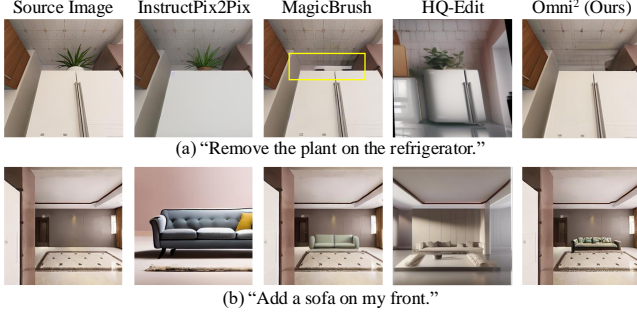 Source Image InstructPix2Pix MagicBrush HQ-Edit Omni² (Ours)
(a) “Remove the plant on the refrigerator.”
(b) “Add a sofa on my front.”